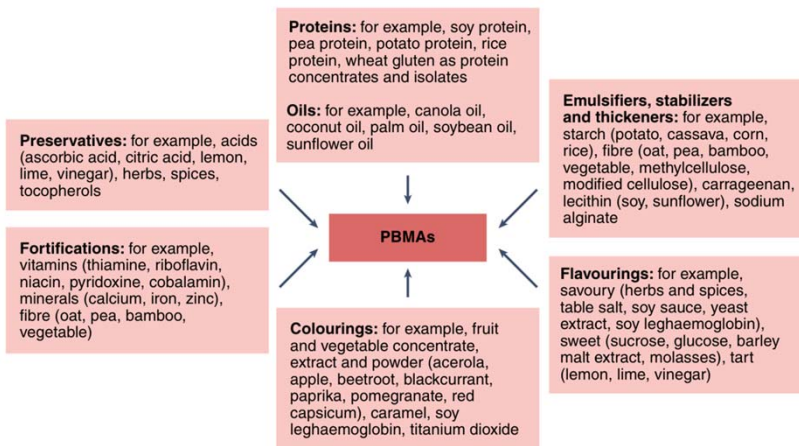 Proteins: for example, soy protein,
pea protein, potato protein, rice
protein, wheat gluten as protein
concentrates and isolates
Oils: for example, canola oil,
coconut oil, palm oil, soybean oil,
sunflower oil
Preservatives: for example, acids
(ascorbic acid, citric acid, lemon,
lime, vinegar), herbs, spices,
tocopherols
Emulsifiers, stabilizers
and thickeners: for example,
starch (potato, cassava, corn,
rice), fibre (oat, pea, bamboo,
vegetable, methylcellulose,
modified cellulose), carrageenan,
lecithin (soy, sunflower), sodium
alginate
PBMAs
Fortifications: for example,
vitamins (thiamine, riboflavin,
niacin, pyridoxine, cobalamin),
minerals (calcium, iron, zinc),
fibre (oat, pea, bamboo,
vegetable)
Colourings: for example, fruit
and vegetable concentrate,
extract and powder (acerola,
apple, beetroot, blackcurrant,
paprika, pomegranate, red
capsicum), caramel, soy
leghaemoglobin, titanium dioxide
Flavourings: for example,
savoury (herbs and spices,
table salt, soy sauce, yeast
extract, soy leghaemoglobin),
sweet (sucrose, glucose, barley
malt extract, molasses), tart
(lemon, lime, vinegar)